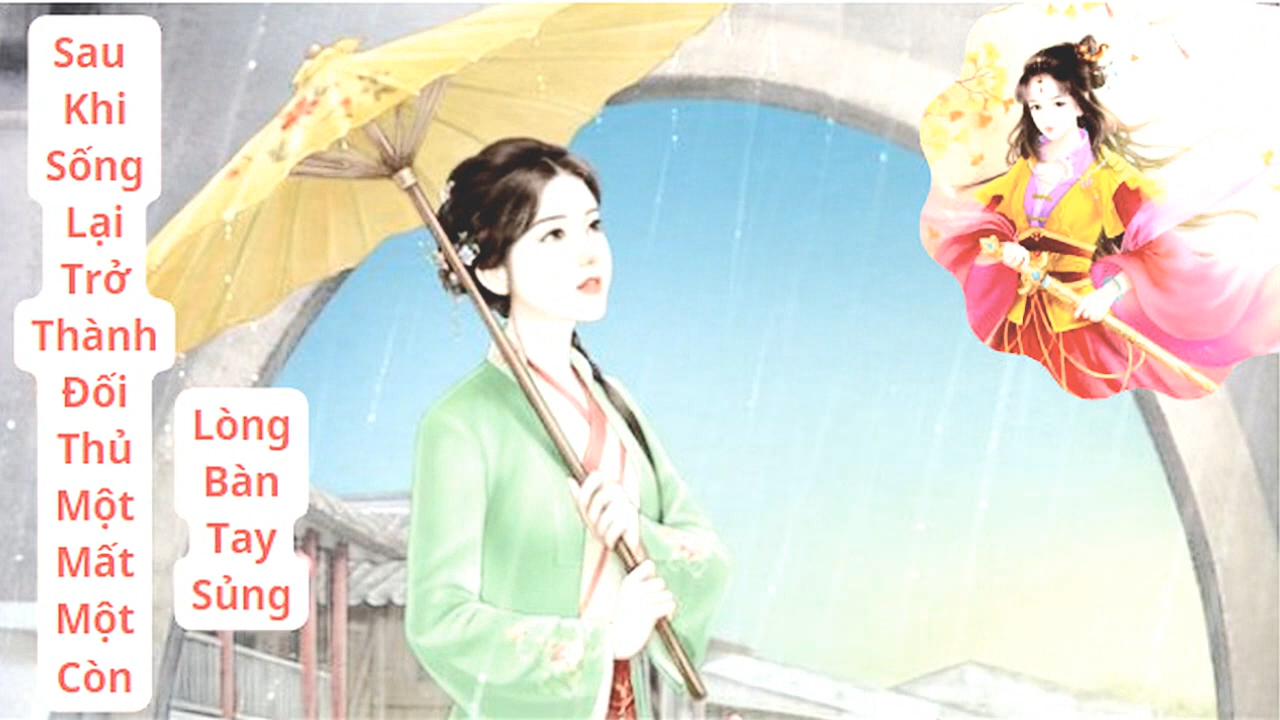 Sau
Khi
Sống
Lại
Trở
Thành
Đối
Thủ
Một
Mất
Một
Còn
Lòng
Bàn
Tay
Sủng